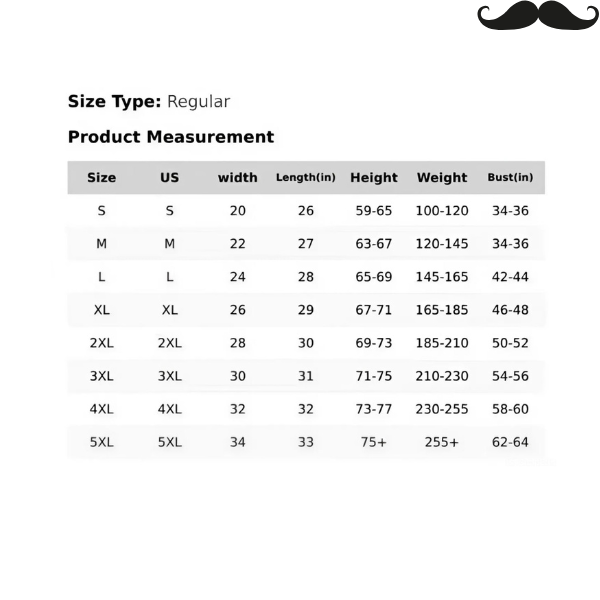 Size Type: Regular
Product Measurement
Size US width Length(in) Height Weight Bust(in)
S S 20 26 59-65 100-120 34-36
M M 22 27 63-67 120-145 34-36
L L 24 28 65-69 145-165 42-44
XL XL 26 29 67-71 165-185 46-48
2XL 2XL 28 30 69-73 185-210 50-52
3XL 3XL 30 31 71-75 210-230 54-56
4XL 4XL 32 32 73-77 230-255 58-60
5XL 5XL 34 33 75+ 255+ 62-64